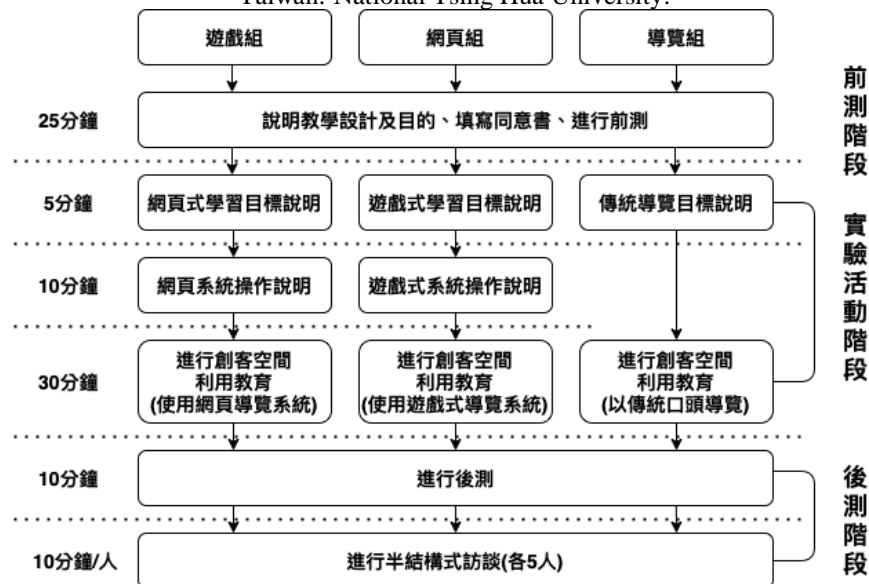 Taiwan: National Tsing Hua University.
遊戲組 網頁組 導覽組
25分鐘 說明教學設計及目的、填寫同意書、進行前測
前測階段
5分鐘 網頁式學習目標說明 遊戲式學習目標說明 傳統導覽目標說明
10分鐘 網頁系統操作說明 遊戲式系統操作說明
實驗活動階段
30分鐘
進行創客空間 進行創客空間 進行創客空間
利用教育 利用教育 利用教育
(使用網頁導覽系統) (使用遊戲式導覽系統) (以傳統口頭導覽)
10分鐘 進行後測
後測階段
10分鐘/人 進行半結構式訪談(各5人)